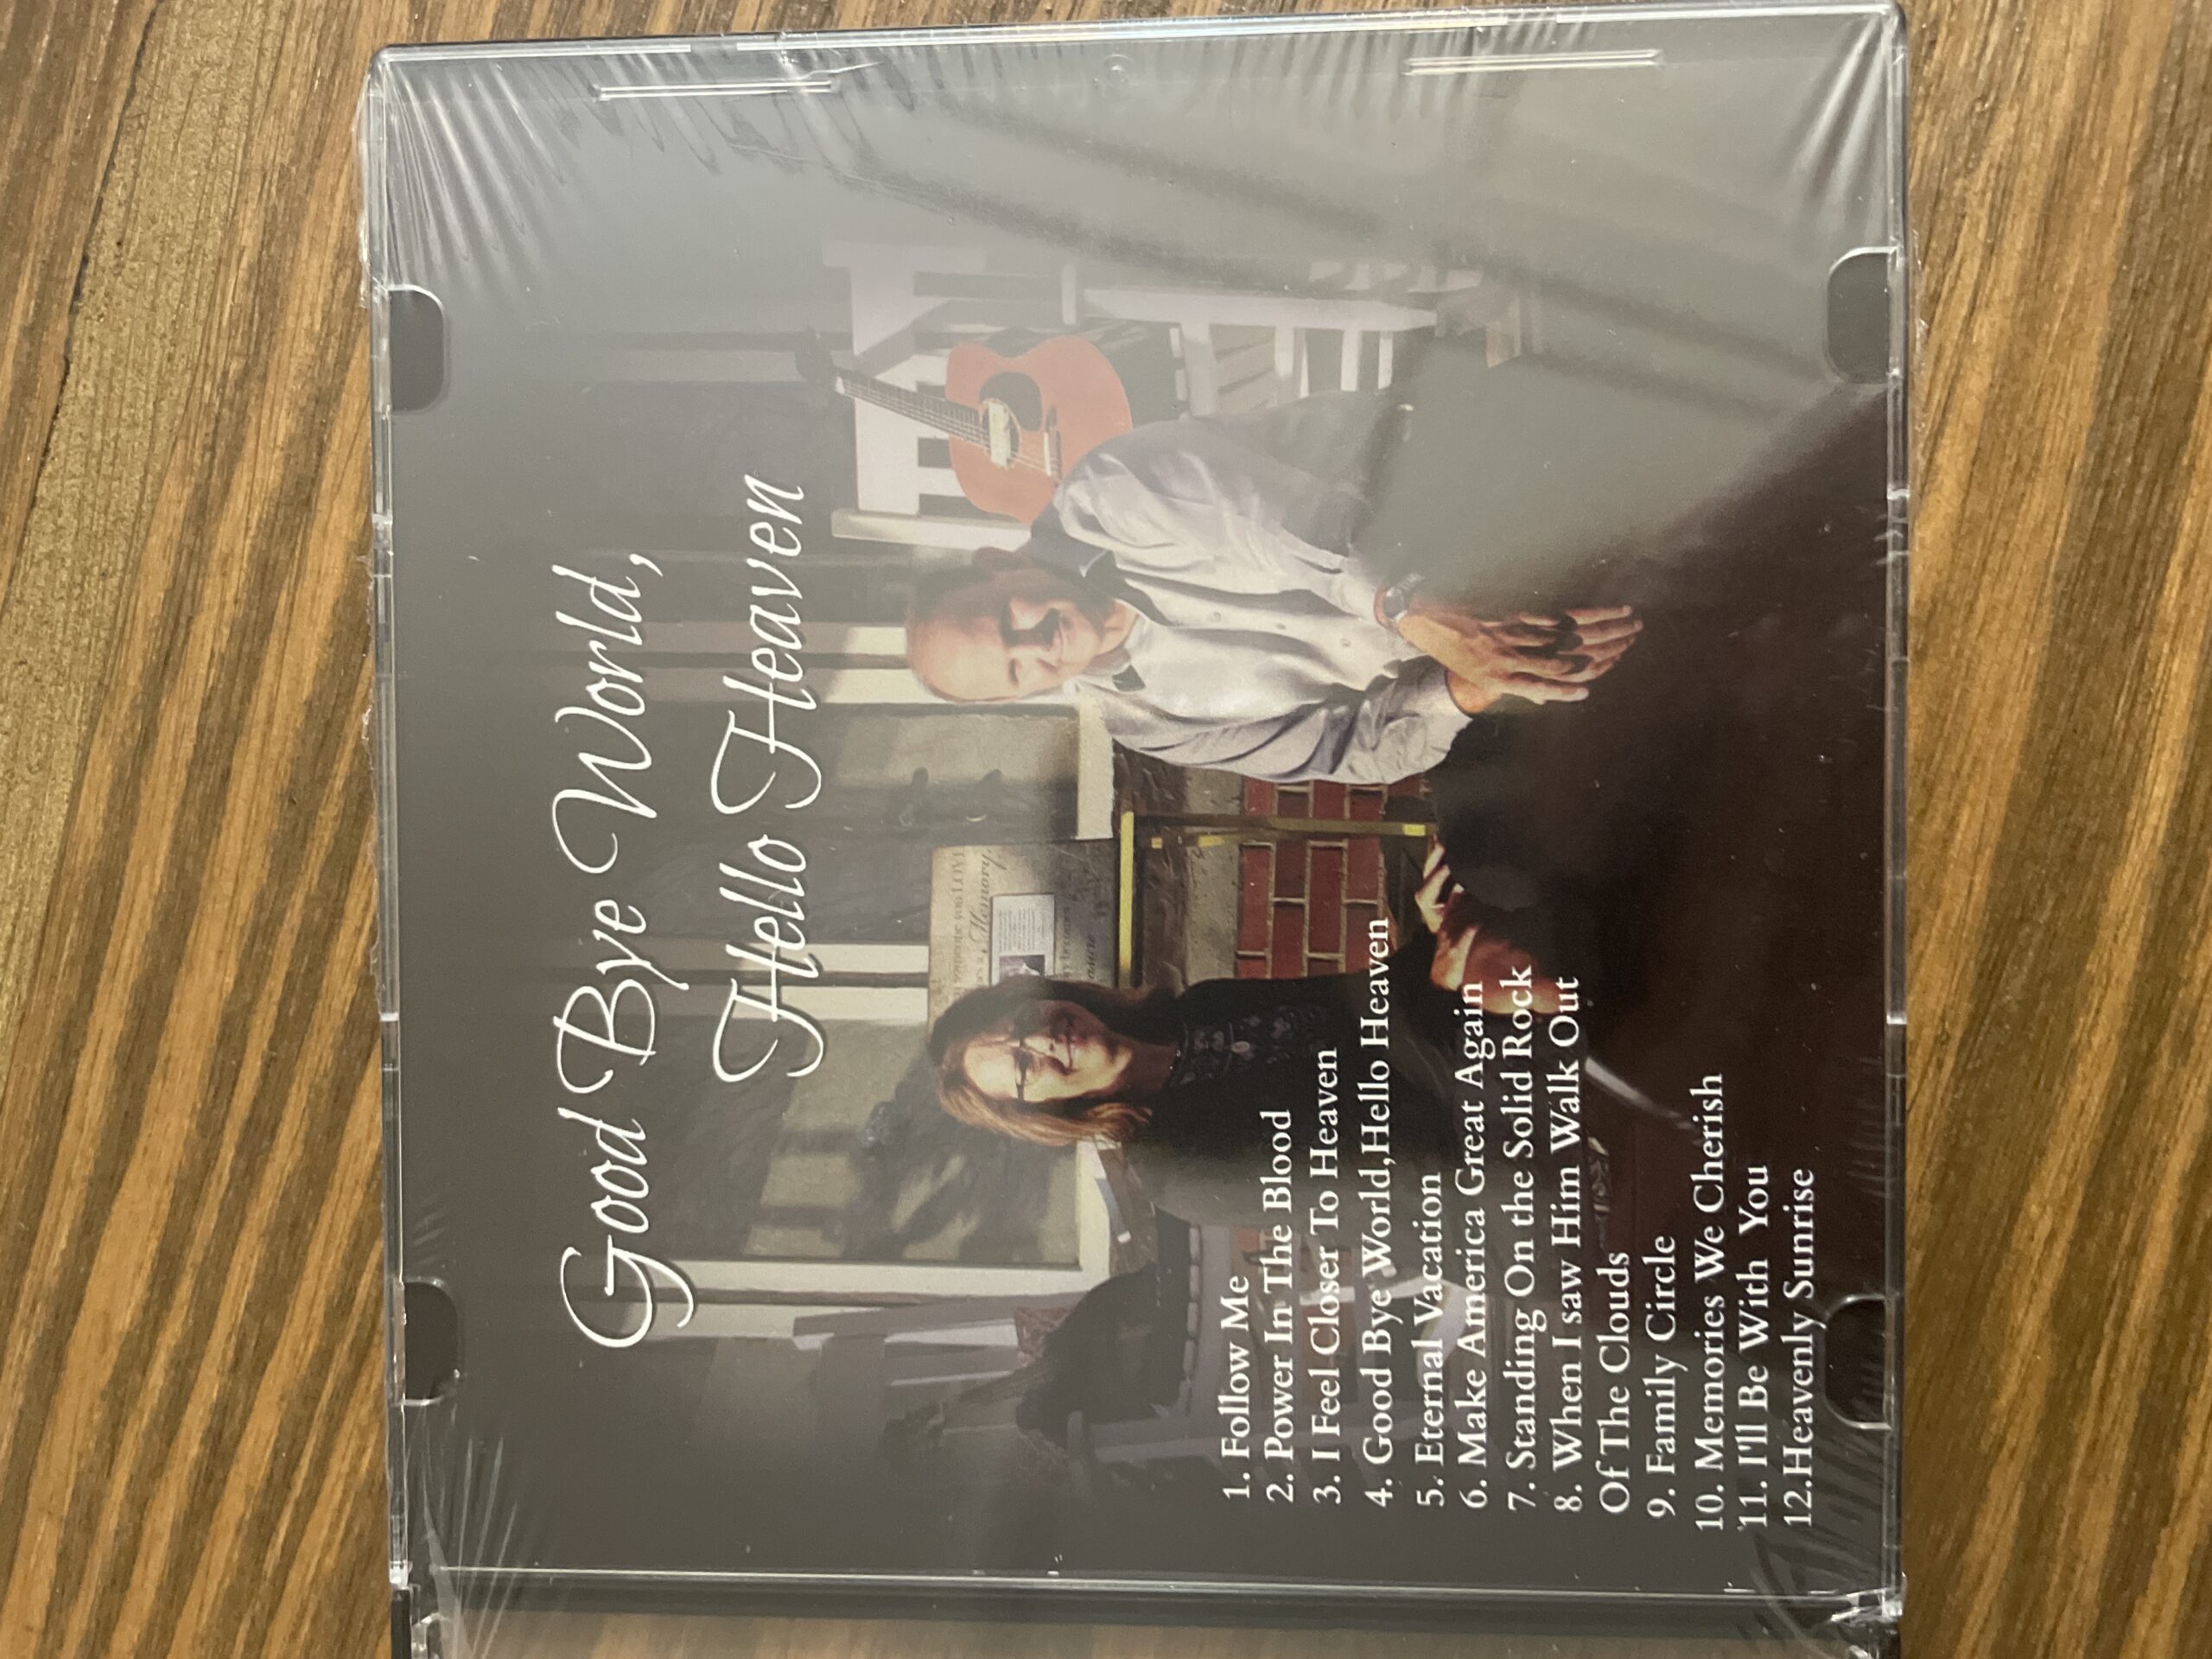 Good Bye World,
Hello Heaven
Memory,
1. Follow Me
2. Power In The Blood
3. I Feel Closer To Heaven
4. Good Bye World,Hello Heaven
5. Eternal Vacation
6. Make America Great Again
7. Standing On the Solid Rock
8. When I saw Him Walk Out
Of The Clouds
9. Family Circle
10. Memories We Cherish
11. I'll Be With You
12.Heavenly Sunrise